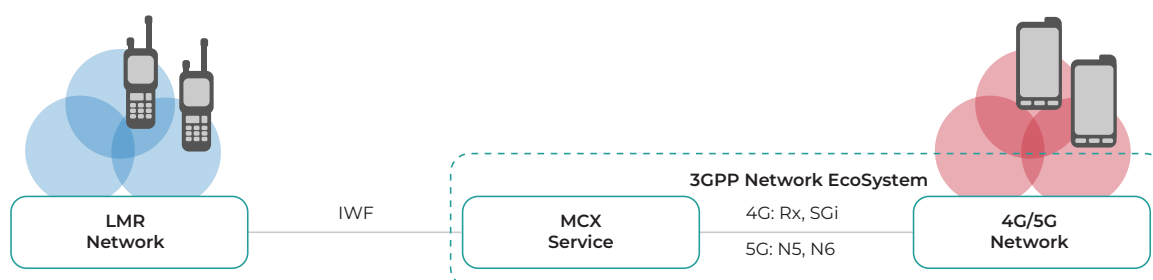 3GPP Network EcoSystem
LMR
Network
IWF
MCX
Service
4G: Rx, SGi
5G: N5, N6
4G/5G
Network